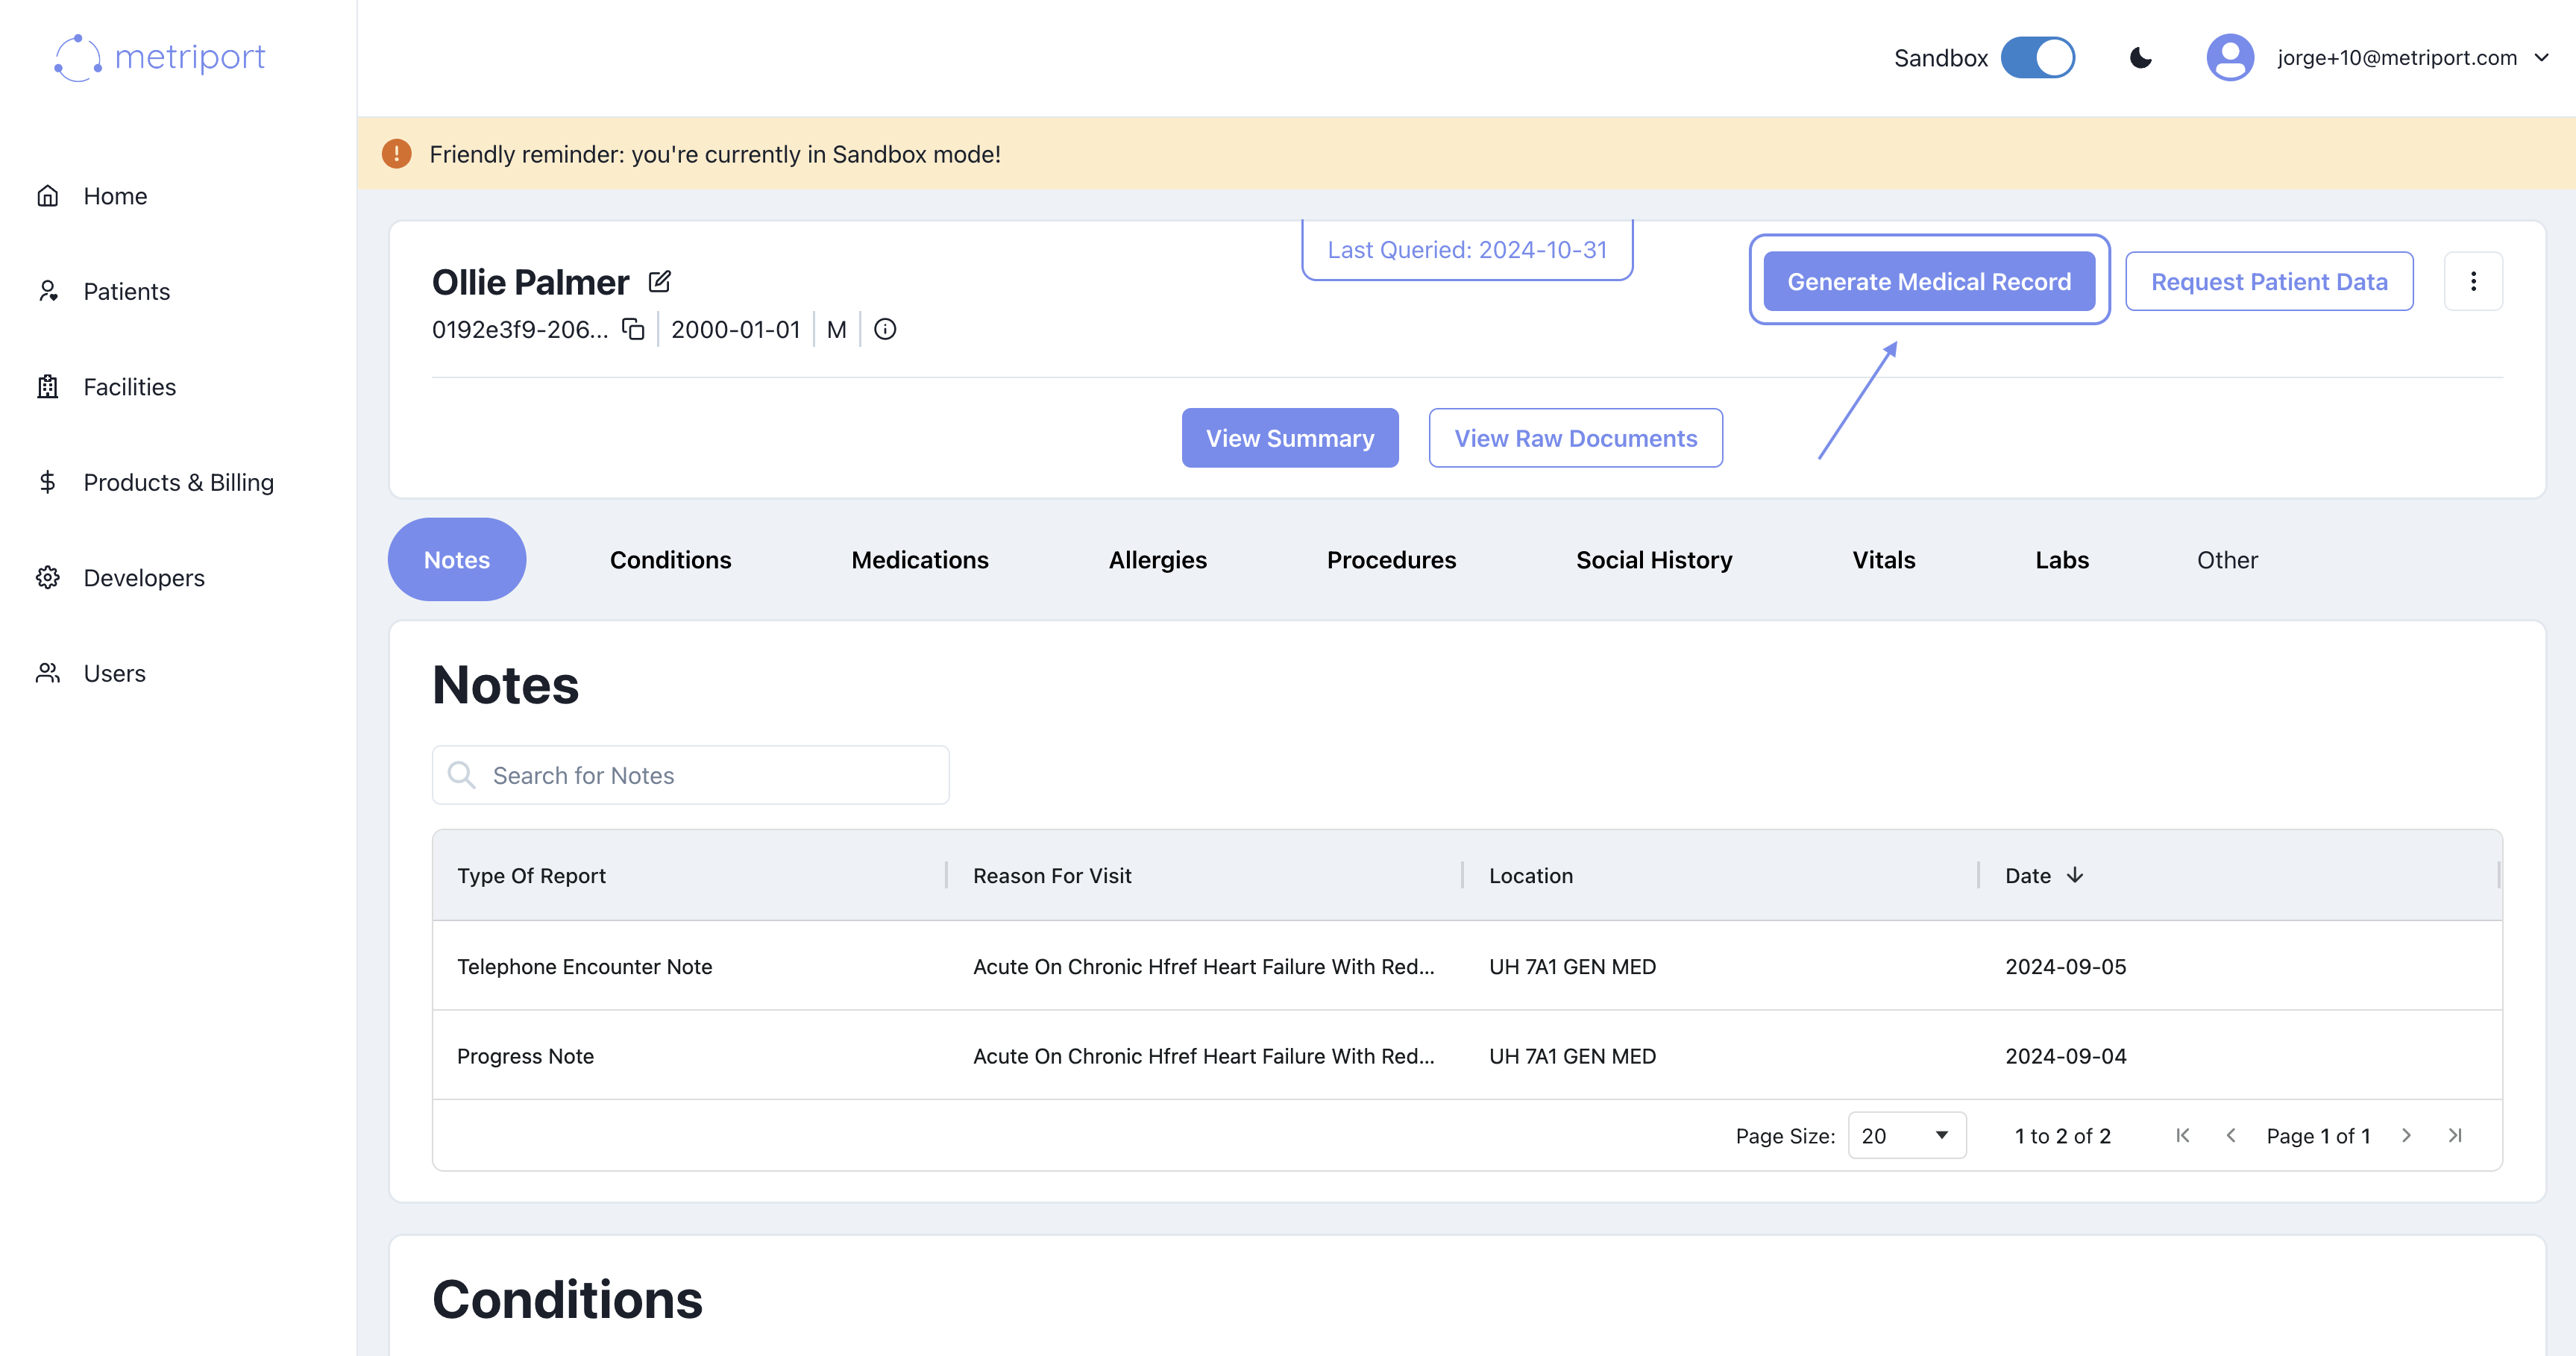 metriport
Sandbox
jorge+10@metriport.com
Friendly reminder: you're currently in Sandbox mode!
Home
Patients
Facilities
Products & Billing
Developers
Users
Last Queried: 2024-10-31
Ollie Palmer
Generate Medical Record
Request Patient Data
0192e3f9-206... 2000-01-01 M
View Summary
View Raw Documents
Notes Conditions Medications Allergies Procedures Social History Vitals Labs Other
Notes
Search for Notes
Type Of Report Reason For Visit Location Date
Telephone Encounter Note Acute On Chronic Hfref Heart Failure With Red... UH 7A1 GEN MED 2024-09-05
Progress Note Acute On Chronic Hfref Heart Failure With Red... UH 7A1 GEN MED 2024-09-04
Page Size: 20 1 to 2 of 2 Page 1 of 1
Conditions